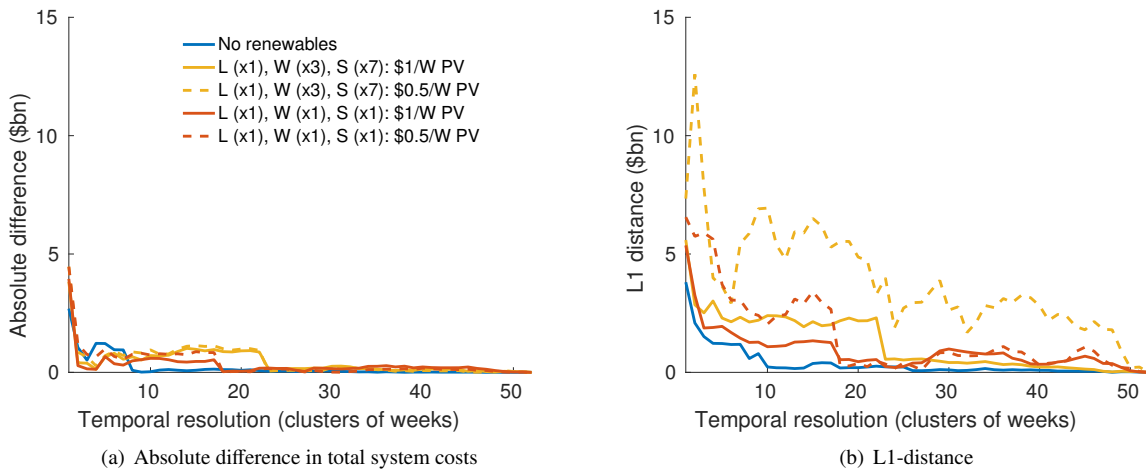 15
10
5
0
10
20
30
40
50
Absolute difference ($bn)
Temporal resolution (clusters of weeks)
No renewables
L (x1), W (x3), S (x7): $1/W PV
L (x1), W (x3), S (x7): $0.5/W PV
L (x1), W (x1), S (x1): $1/W PV
L (x1), W (x1), S (x1): $0.5/W PV
(a) Absolute difference in total system costs
15
10
5
0
10
20
30
40
50
L1 distance ($bn)
Temporal resolution (clusters of weeks)
(b) L1-distance